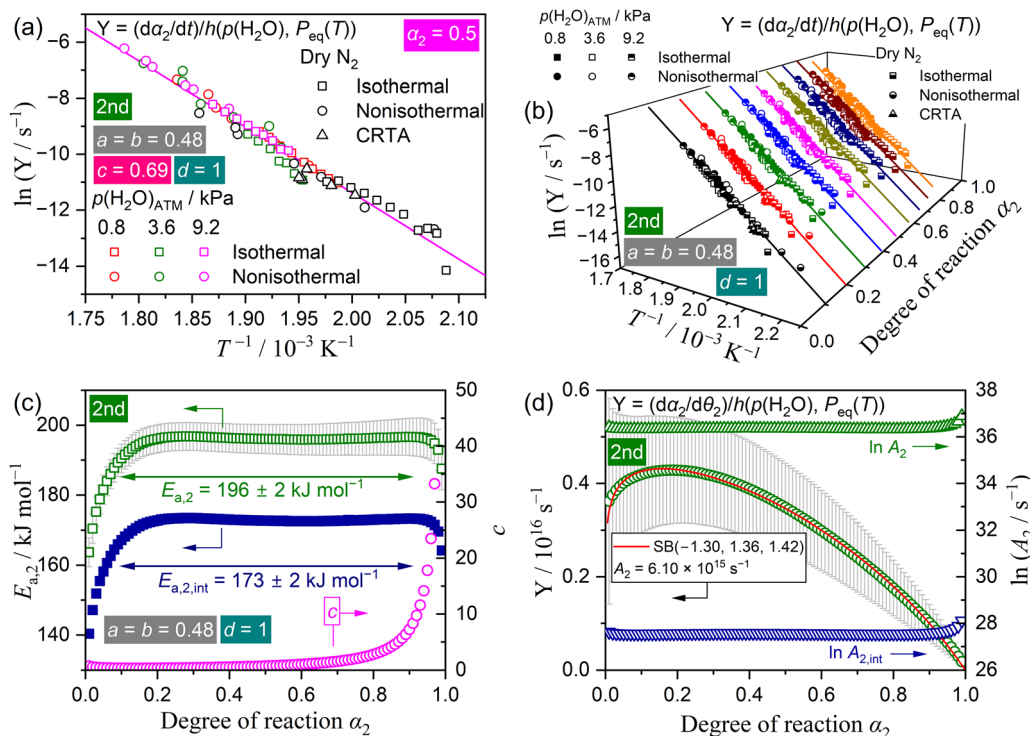 (a)
Y = (dα₂/dt)/h(p(H₂O), Pₑq(T))
α₂ = 0.5
Dry N₂
Isothermal
Nonisothermal
CRTA
2nd
a = b = 0.48
c = 0.69
d = 1
p(H₂O)ATM / kPa
0.8 3.6 9.2
Isothermal
Nonisothermal
ln (Y / s⁻¹)
−6
−8
−10
−12
−14
1.75 1.80 1.85 1.90 1.95 2.00 2.05 2.10
T⁻¹ / 10⁻³ K⁻¹
(b)
p(H₂O)ATM / kPa
0.8 3.6 9.2
Isothermal
Nonisothermal
Y = (dα₂/dt)/h(p(H₂O), Pₑq(T))
Dry N₂
Isothermal
Nonisothermal
CRTA
ln (Y / s⁻¹)
−6
−8
−10
−12
−14
−16
2nd
a = b = 0.48
d = 1
1.7 1.8 1.9 2.0 2.1 2.2
T⁻¹ / 10⁻³ K⁻¹
0.0 0.2 0.4 0.6 0.8 1.0
Degree of reaction α₂
(c)
2nd
Eₐ,₂ = 196 ± 2 kJ mol⁻¹
Eₐ,₂,int = 173 ± 2 kJ mol⁻¹
a = b = 0.48
d = 1
c
Eₐ,₂ / kJ mol⁻¹
200
180
160
140
c
50
40
30
20
10
0
0.0 0.2 0.4 0.6 0.8 1.0
Degree of reaction α₂
(d)
Y = (dα₂/dθ₂)/h(p(H₂O), Pₑq(T))
2nd
ln A₂
SB(−1.30, 1.36, 1.42)
A₂ = 6.10 × 10¹⁵ s⁻¹
ln A₂,int
Y / 10¹⁶ s⁻¹
0.6
0.4
0.2
0.0
ln (A₂ / s⁻¹)
38
36
34
32
30
28
26
0.0 0.2 0.4 0.6 0.8 1.0
Degree of reaction α₂